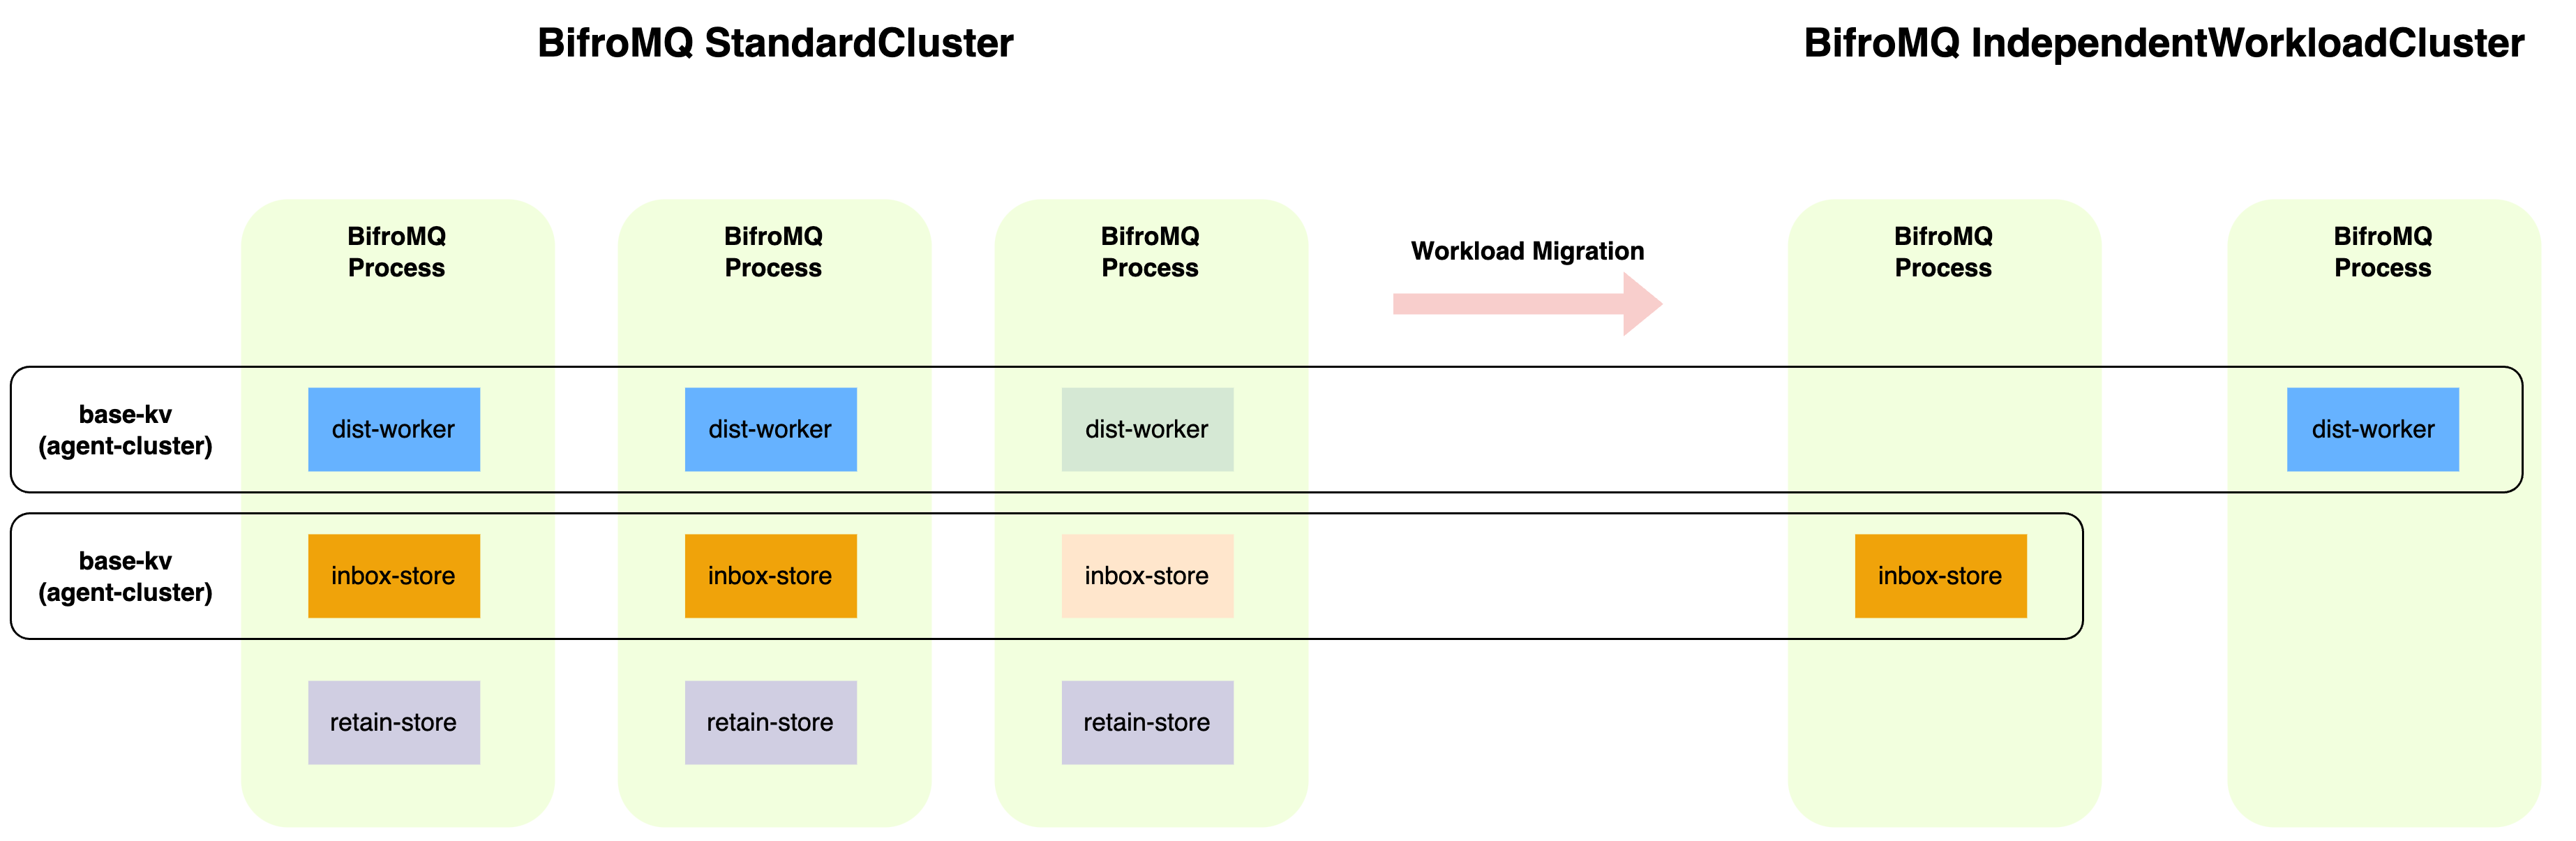 BifroMQ StandardCluster
BifroMQ IndependentWorkloadCluster
BifroMQ
Process
BifroMQ
Process
BifroMQ
Process
Workload Migration
BifroMQ
Process
BifroMQ
Process
base-kv
(agent-cluster)
dist-worker
dist-worker
dist-worker
dist-worker
base-kv
(agent-cluster)
inbox-store
inbox-store
inbox-store
inbox-store
retain-store
retain-store
retain-store